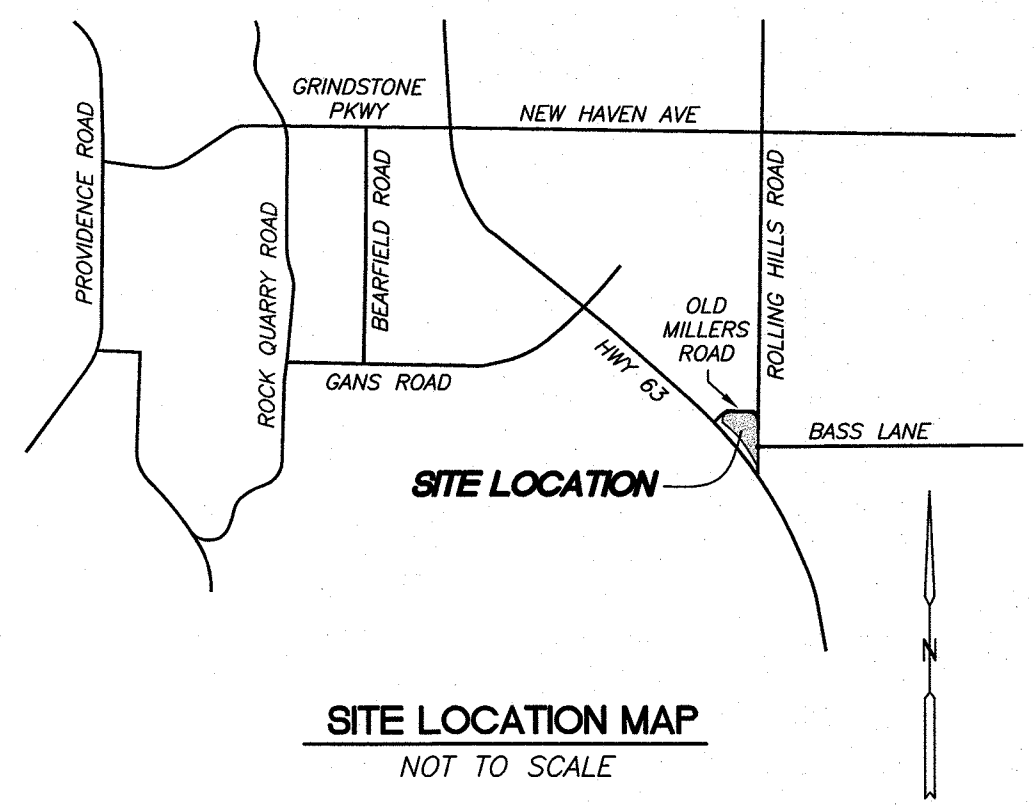 GRINDSTONE
PKWY
NEW HAVEN AVE
PROVIDENCE ROAD
ROCK QUARRY ROAD
BEARFIELD ROAD
ROLLING HILLS ROAD
OLD
MILLERS
ROAD
HWY 63
GANS ROAD
BASS LANE
SITE LOCATION
N
SITE LOCATION MAP
NOT TO SCALE